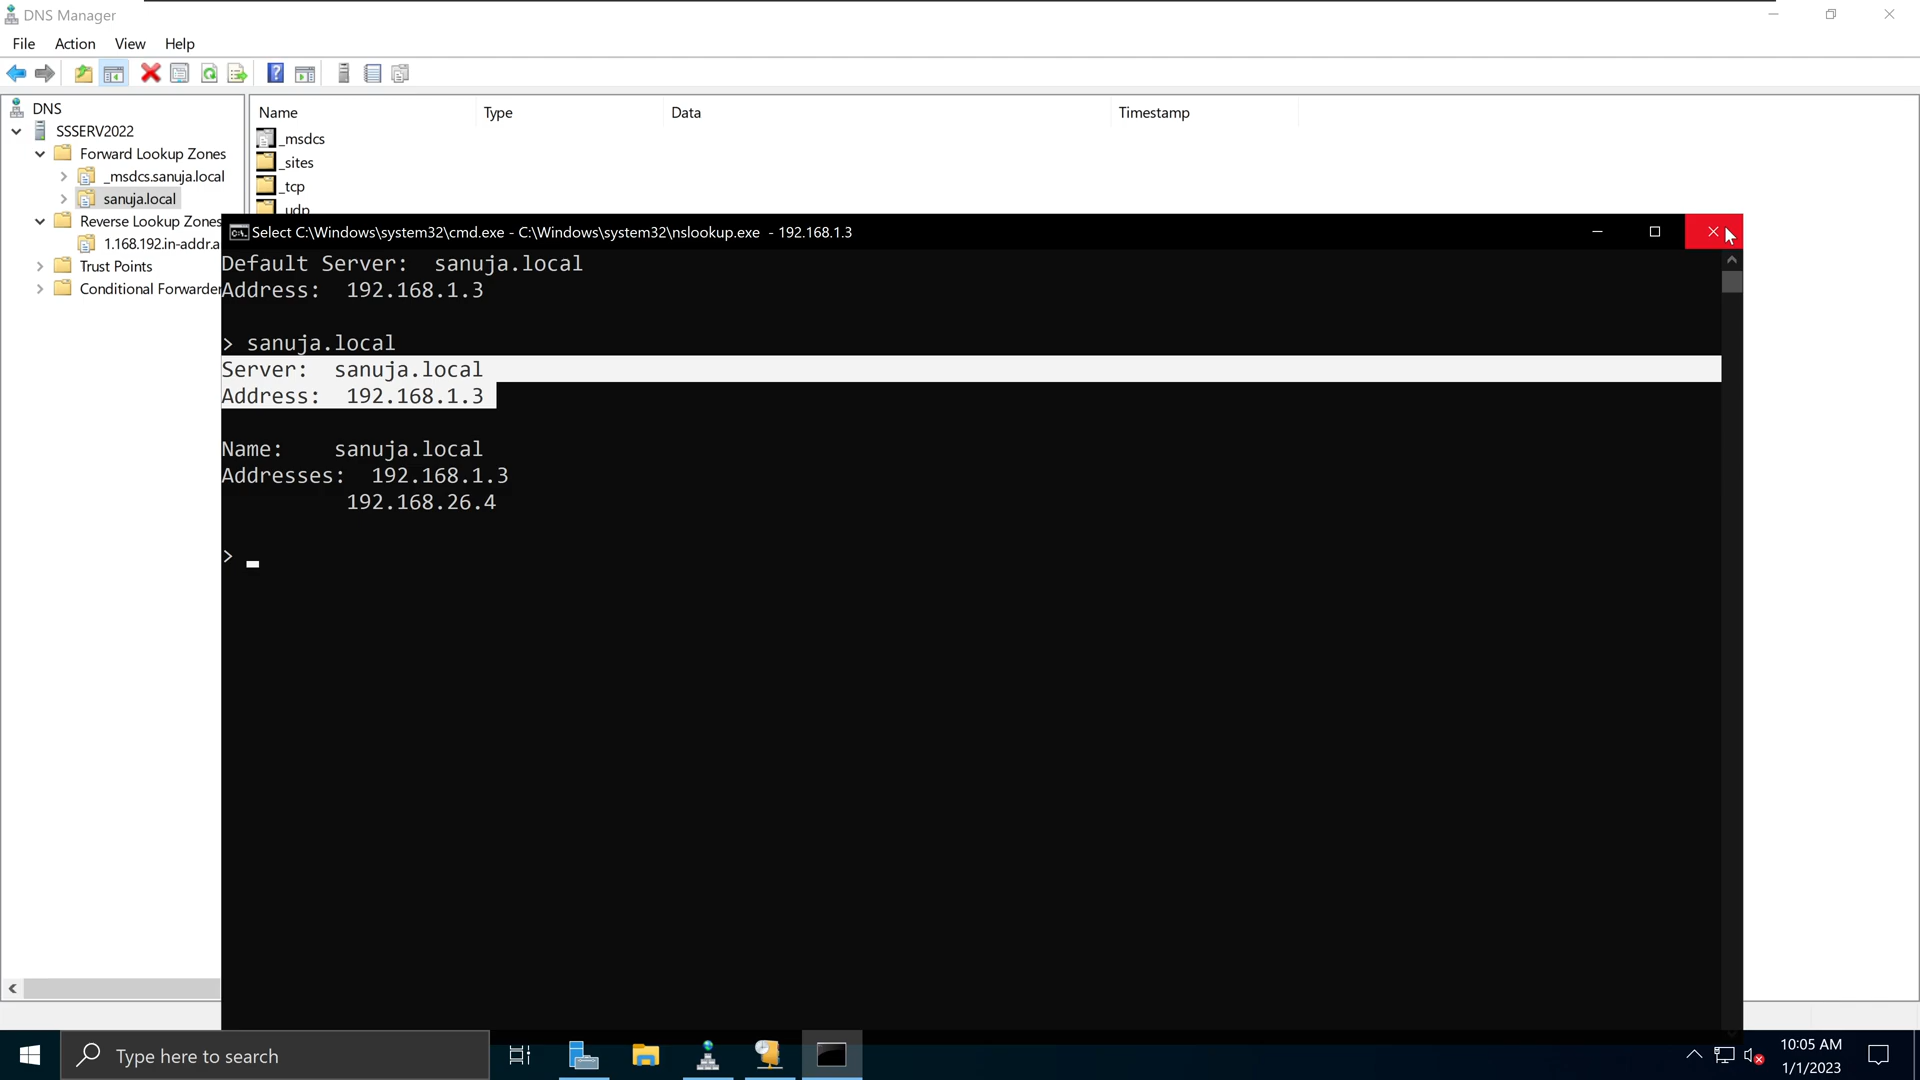 DNS Manager
File Action View Help
DNS
SSSERV2022
Forward Lookup Zones
_msdcs.sanuja.local
sanuja.local
Reverse Lookup Zones
1.168.192.in-addr.a
Trust Points
Conditional Forwarder
Name Type Data Timestamp
_msdcs
_sites
_tcp
_udp
Select C:\Windows\system32\cmd.exe - C:\Windows\system32\nslookup.exe - 192.168.1.3
Default Server: sanuja.local
Address: 192.168.1.3
> sanuja.local
Server: sanuja.local
Address: 192.168.1.3
Name: sanuja.local
Addresses: 192.168.1.3
192.168.26.4
>
Type here to search
10:05 AM
1/1/2023